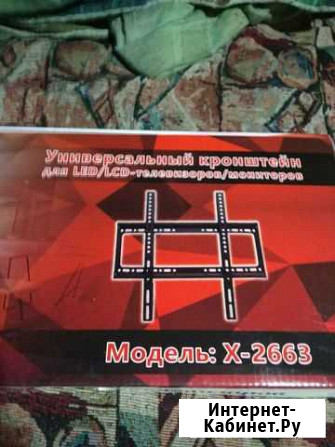 Универсальный кронштейн
для LED/LCD-телевизоров/мониторов
Модель: X-2663
Интернет-
Кабинет.Ру